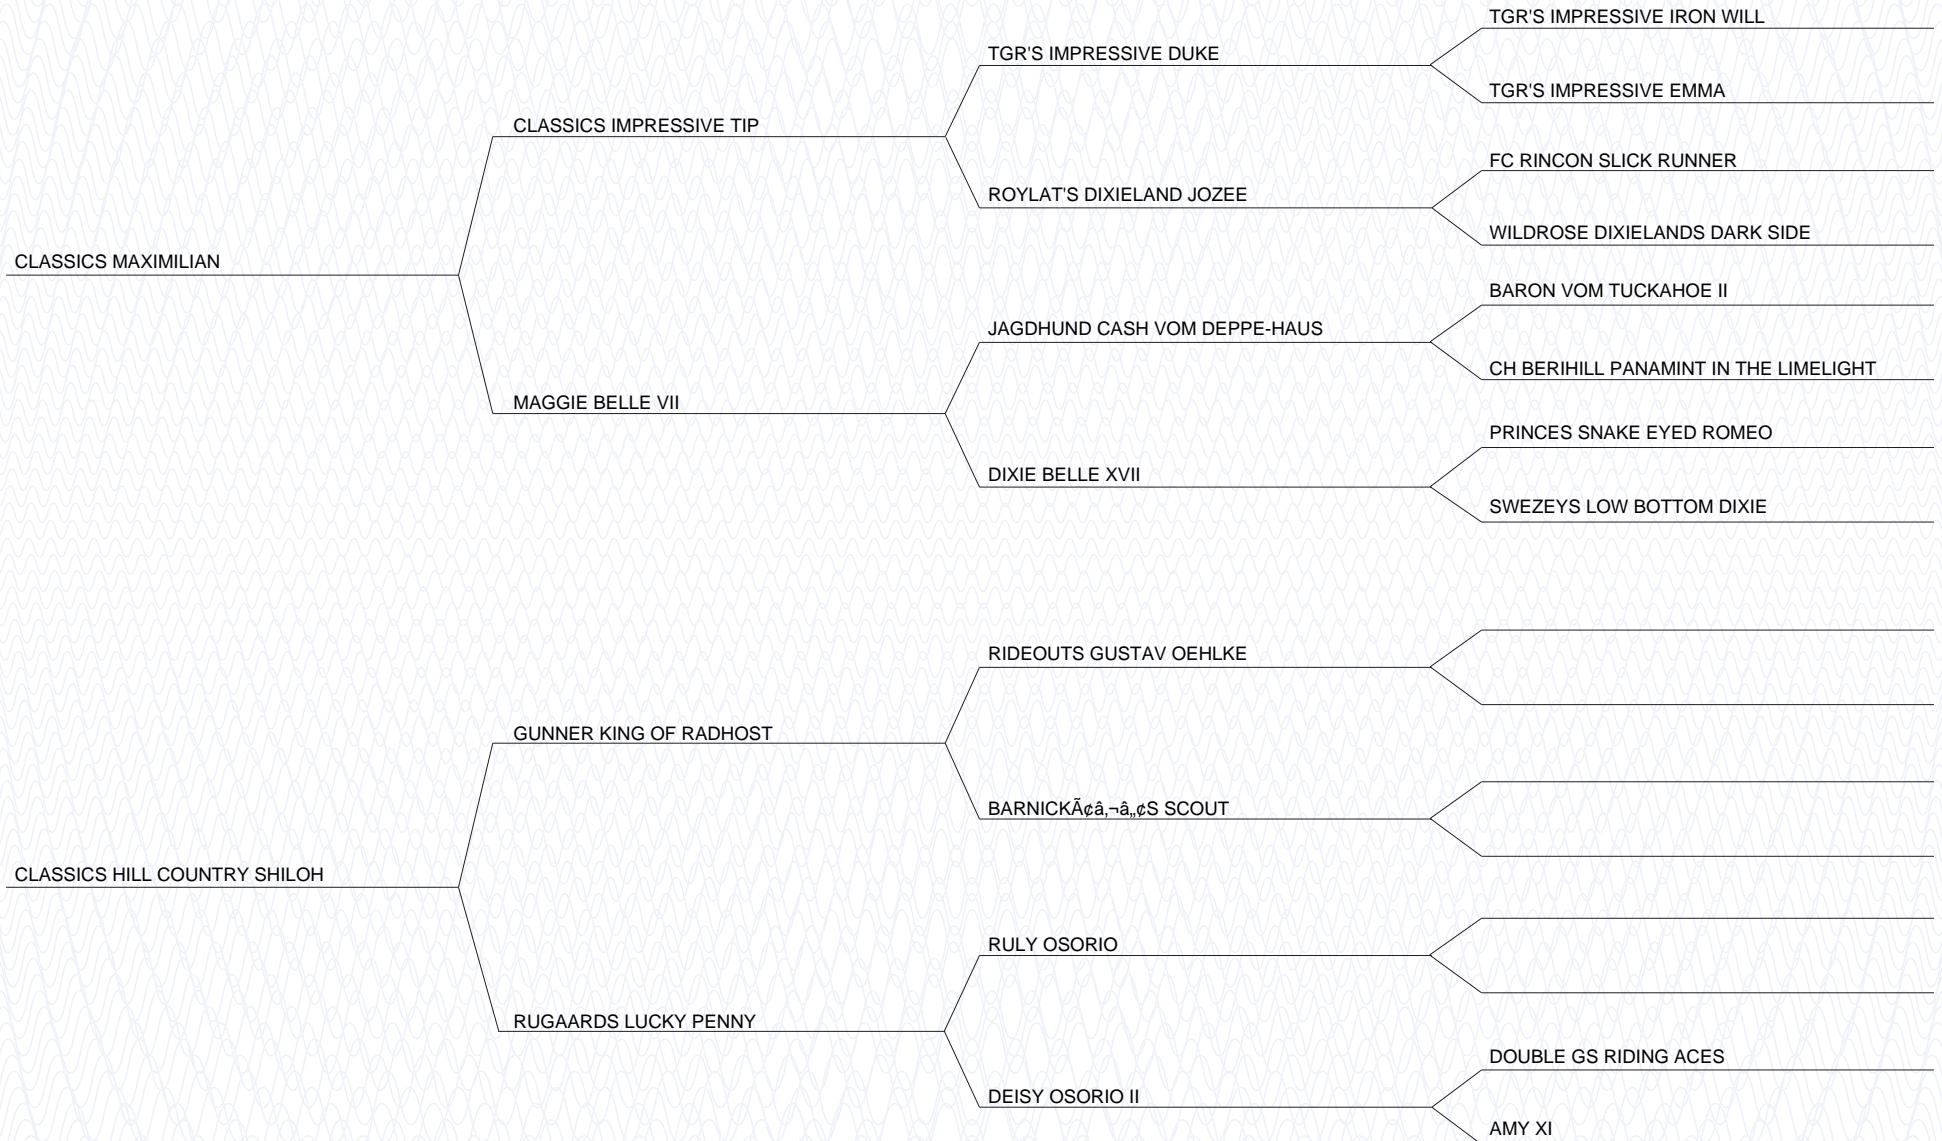 TGR'S IMPRESSIVE IRON WILL
TGR'S IMPRESSIVE DUKE
TGR'S IMPRESSIVE EMMA
CLASSICS IMPRESSIVE TIP
FC RINCON SLICK RUNNER
ROYLAT'S DIXIELAND JOZEE
WILDROSE DIXIELANDS DARK SIDE
CLASSICS MAXIMILIAN
BARON VOM TUCKAHOE II
JAGDHUND CASH VOM DEPPE-HAUS
CH BERIHILL PANAMINT IN THE LIMELIGHT
MAGGIE BELLE VII
PRINCES SNAKE EYED ROMEO
DIXIE BELLE XVII
SWEZEYS LOW BOTTOM DIXIE
RIDEOUTS GUSTAV OEHLKE
GUNNER KING OF RADHOST
BARNICKÃ¢â‚¬â„¢S SCOUT
CLASSICS HILL COUNTRY SHILOH
RULY OSORIO
RUGAARDS LUCKY PENNY
DOUBLE GS RIDING ACES
DEISY OSORIO II
AMY XI